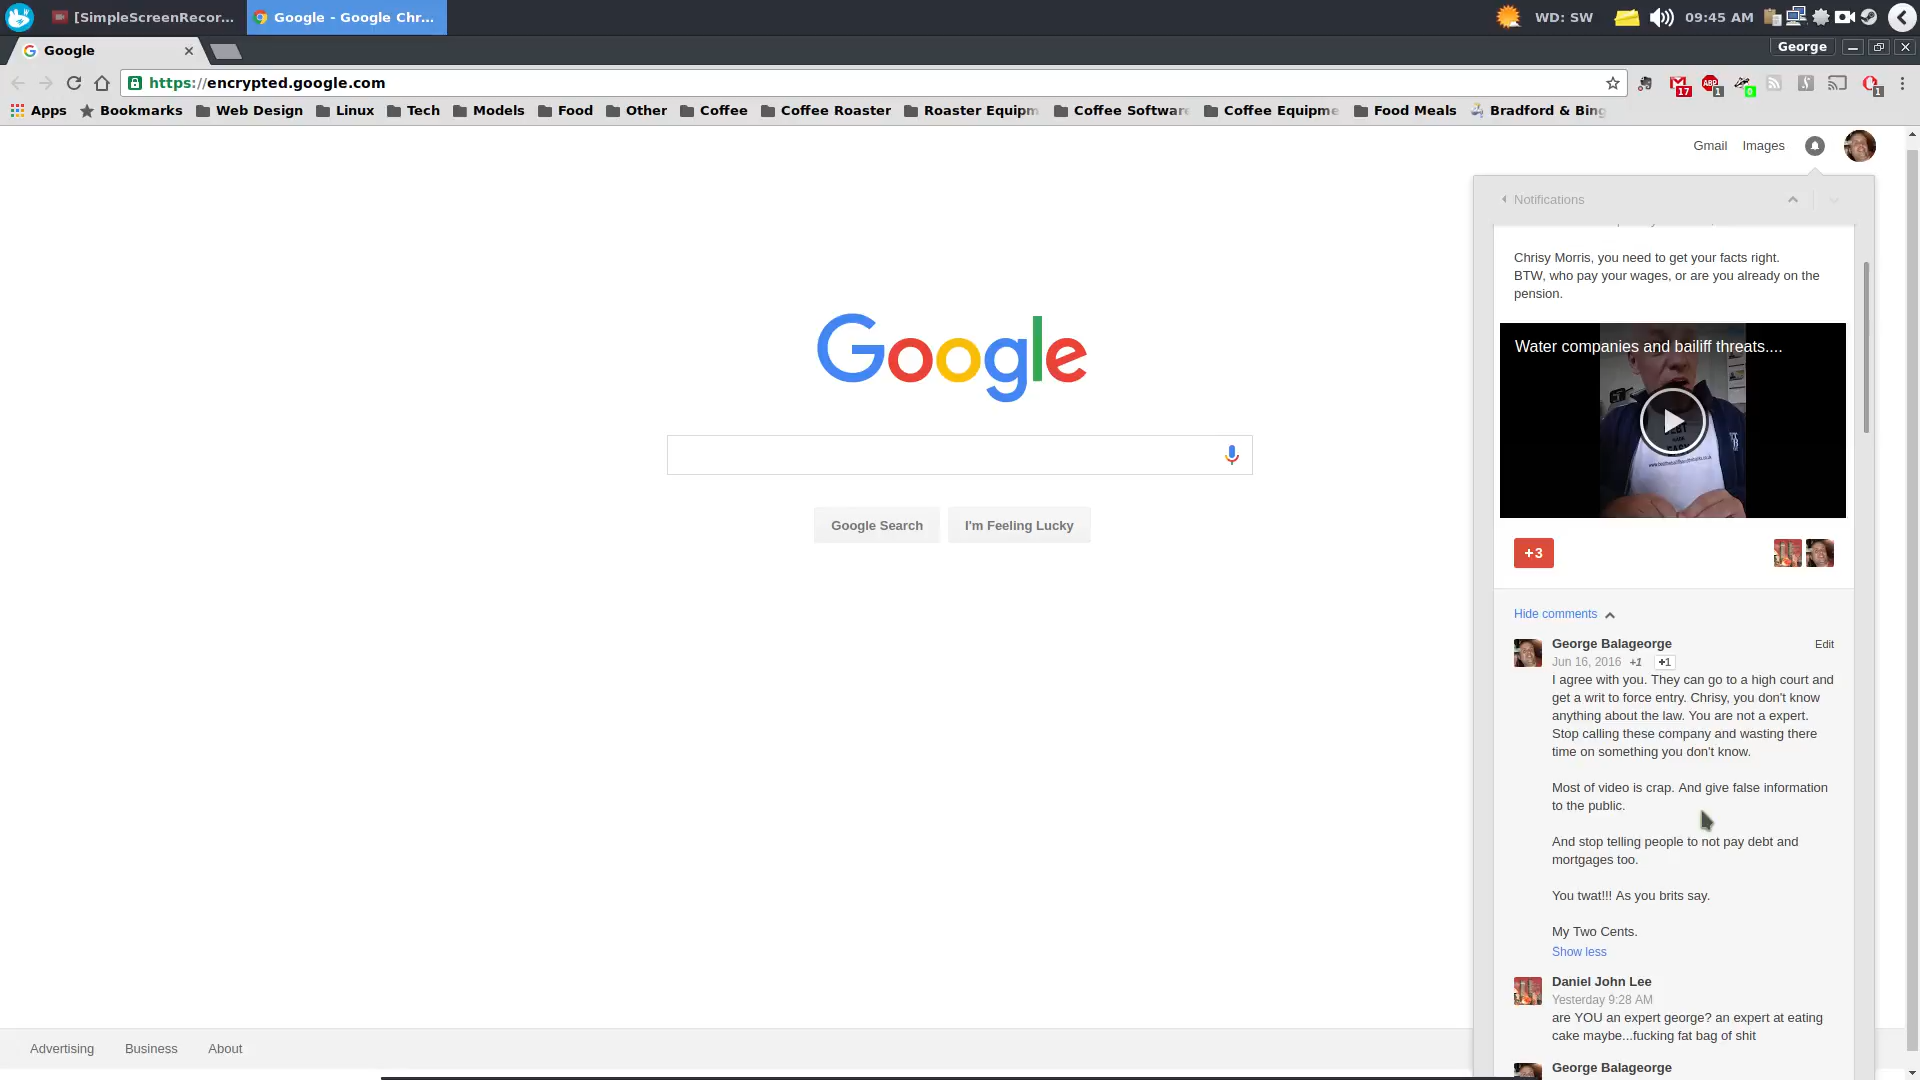 [SimpleScreenRecor...
Google - Google Chr...
WD: SW
09:45 AM
Google
George
https://encrypted.google.com
17
ABP
1
0
1
Apps
Bookmarks
Web Design
Linux
Tech
Models
Food
Other
Coffee
Coffee Roaster
Roaster Equipm
Coffee Software
Coffee Equipme
Food Meals
Bradford & Bing
Gmail
Images
Notifications
Chrisy Morris, you need to get your facts right.
BTW, who pay your wages, or are you already on the
pension.
Water companies and bailiff threats....
Google
Google Search
I'm Feeling Lucky
+3
Hide comments
George Balageorge
Edit
Jun 16, 2016 +1 +1
I agree with you. They can go to a high court and
get a writ to force entry. Chrisy, you don't know
anything about the law. You are not a expert.
Stop calling these company and wasting there
time on something you don't know.
Most of video is crap. And give false information
to the public.
And stop telling people to not pay debt and
mortgages too.
You twat!!! As you brits say.
My Two Cents.
Show less
Daniel John Lee
Yesterday 9:28 AM
are YOU an expert george? an expert at eating
cake maybe...fucking fat bag of shit
George Balageorge
Advertising
Business
About